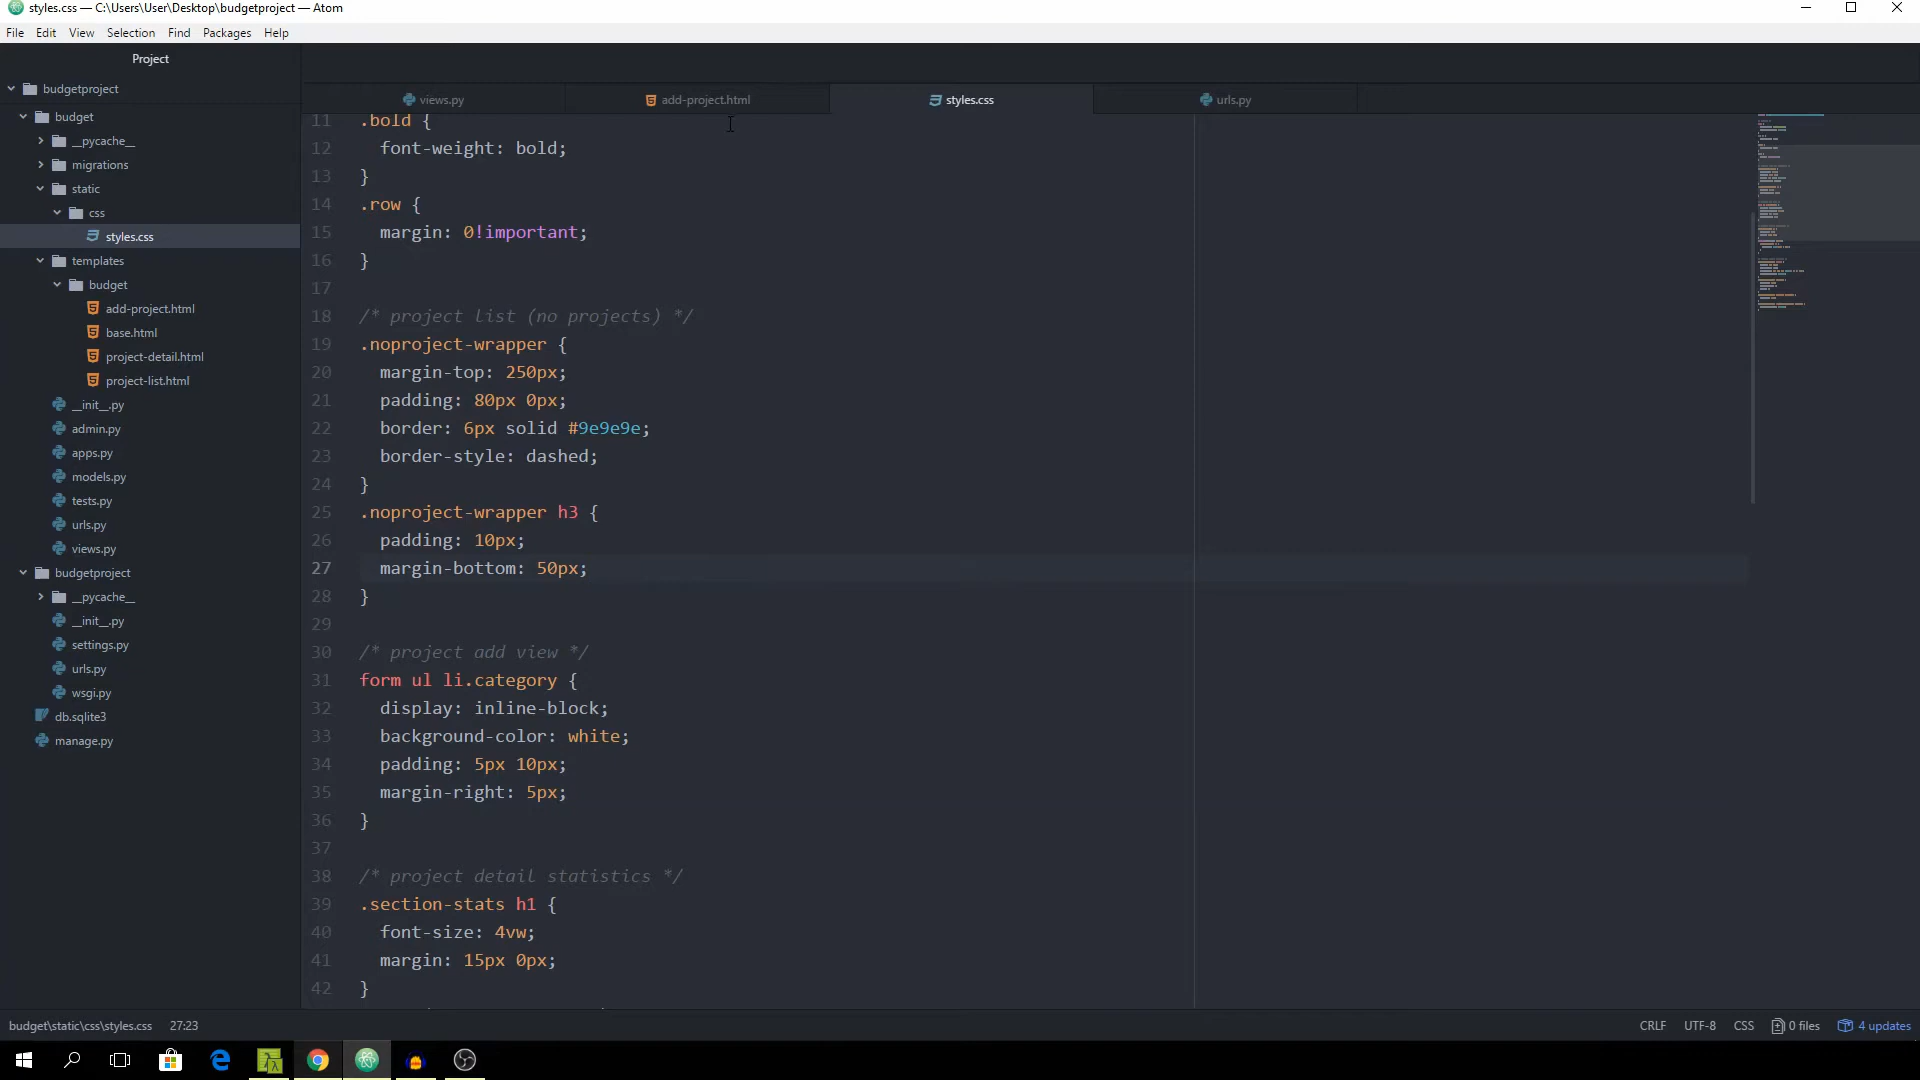 styles.css — C:\Users\User\Desktop\budgetproject — Atom
File Edit View Selection Find Packages Help
Project
budgetproject
budget
__pycache__
migrations
static
css
styles.css
templates
budget
add-project.html
base.html
project-detail.html
project-list.html
__init__.py
admin.py
apps.py
models.py
tests.py
urls.py
views.py
budgetproject
__pycache__
__init__.py
settings.py
urls.py
wsgi.py
db.sqlite3
manage.py
views.py add-project.html styles.css urls.py
11 .bold {
12 font-weight: bold;
13 }
14 .row {
15 margin: 0!important;
16 }
17
18 /* project list (no projects) */
19 .noproject-wrapper {
20 margin-top: 250px;
21 padding: 80px 0px;
22 border: 6px solid #9e9e9e;
23 border-style: dashed;
24 }
25 .noproject-wrapper h3 {
26 padding: 10px;
27 margin-bottom: 50px;
28 }
29
30 /* project add view */
31 form ul li.category {
32 display: inline-block;
33 background-color: white;
34 padding: 5px 10px;
35 margin-right: 5px;
36 }
37
38 /* project detail statistics */
39 .section-stats h1 {
40 font-size: 4vw;
41 margin: 15px 0px;
42 }
budget\static\css\styles.css 27:23
CRLF UTF-8 CSS 0 files 4 updates